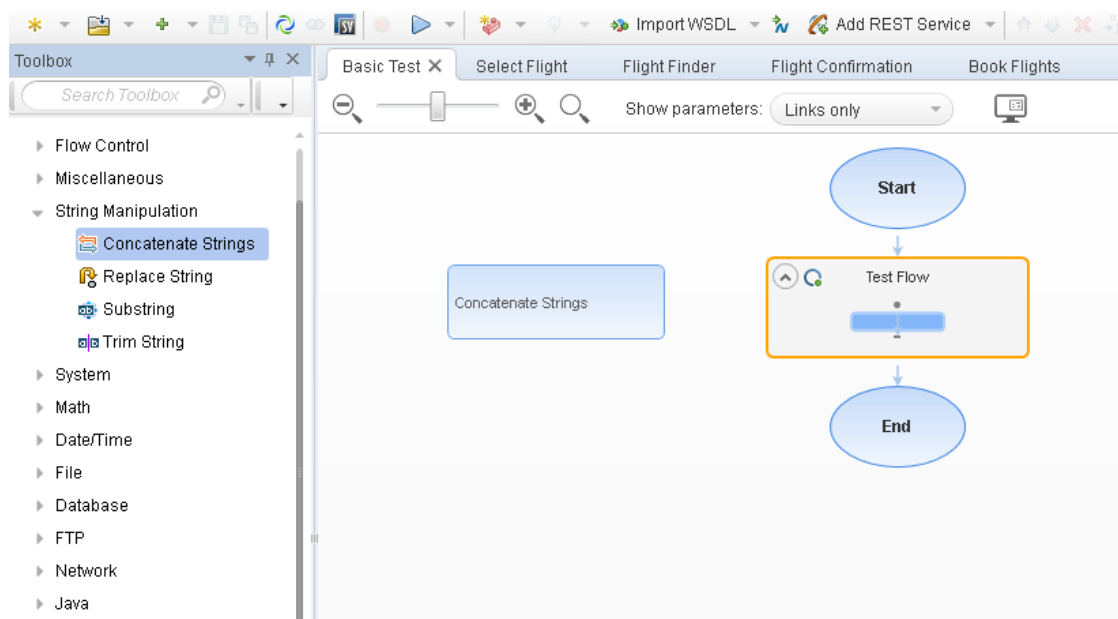 SV Import WSDL Add REST Service
Toolbox
Basic Test Select Flight Flight Finder Flight Confirmation Book Flights
Search Toolbox
Show parameters: Links only
Flow Control
Miscellaneous
String Manipulation
Concatenate Strings
Replace String
Substring
Trim String
System
Math
Date/Time
File
Database
FTP
Network
Java
Start
Test Flow
Concatenate Strings
End